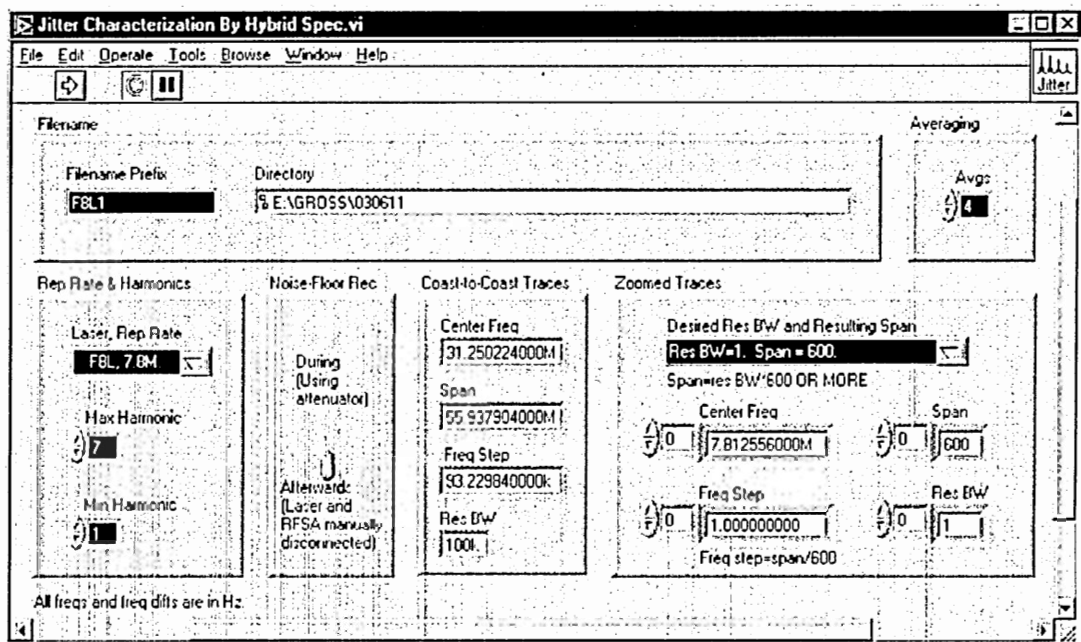 Jitter Characterization By Hybrid Spec.vi
File Edit Operate Tools Browse Window Help
Jitter
Filename
Averaging
Filename Prefix
Directory
Avgs
F8L1
E:\GROSS\030611
4
Rep Rate & Harmonics
Noise-Floor Rec
Coast-to-Coast Traces
Zoomed Traces
Laser, Rep Rate
F8L, 7.8M
Max Harmonic
7
Min Harmonic
1
During
(Using
attenuator)
Afterward:
(Laser and
RFSA manually
disconnected)
Center Freq
31.250224000M
Span
55.937904000M
Freq Step
93.229840000k
Res BW
100k
Desired Res BW and Resulting Span
Res BW=1. Span = 600.
Span=res BW*600 OR MORE
Center Freq
Span
0
7.812556000M
0
600
Freq Step
Res BW
0
1.000000000
0
1
Freq step=span/600
All freqs and freq difts are in Hz.